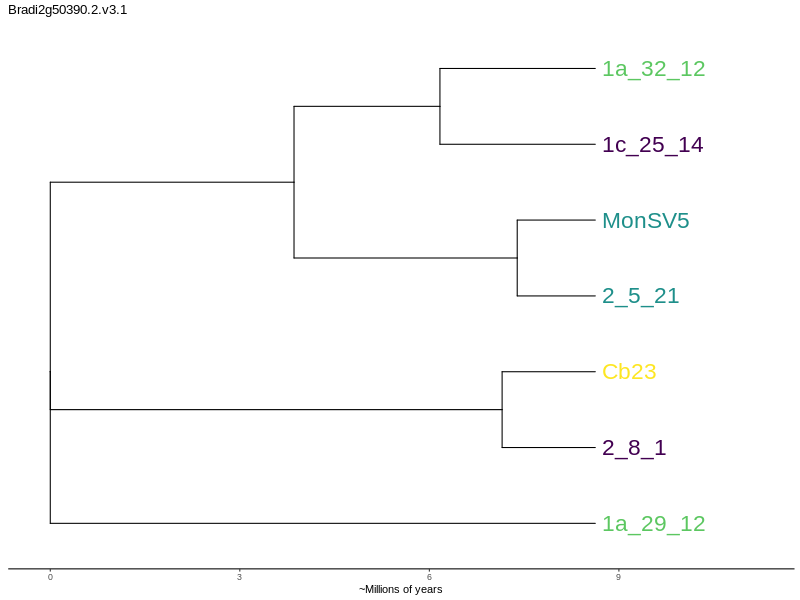 Bradi2g50390.2.v3.1
1a_32_12
1c_25_14
MonSV5
2_5_21
Cb23
2_8_1
1a_29_12
0 3 6 9
~Millions of years